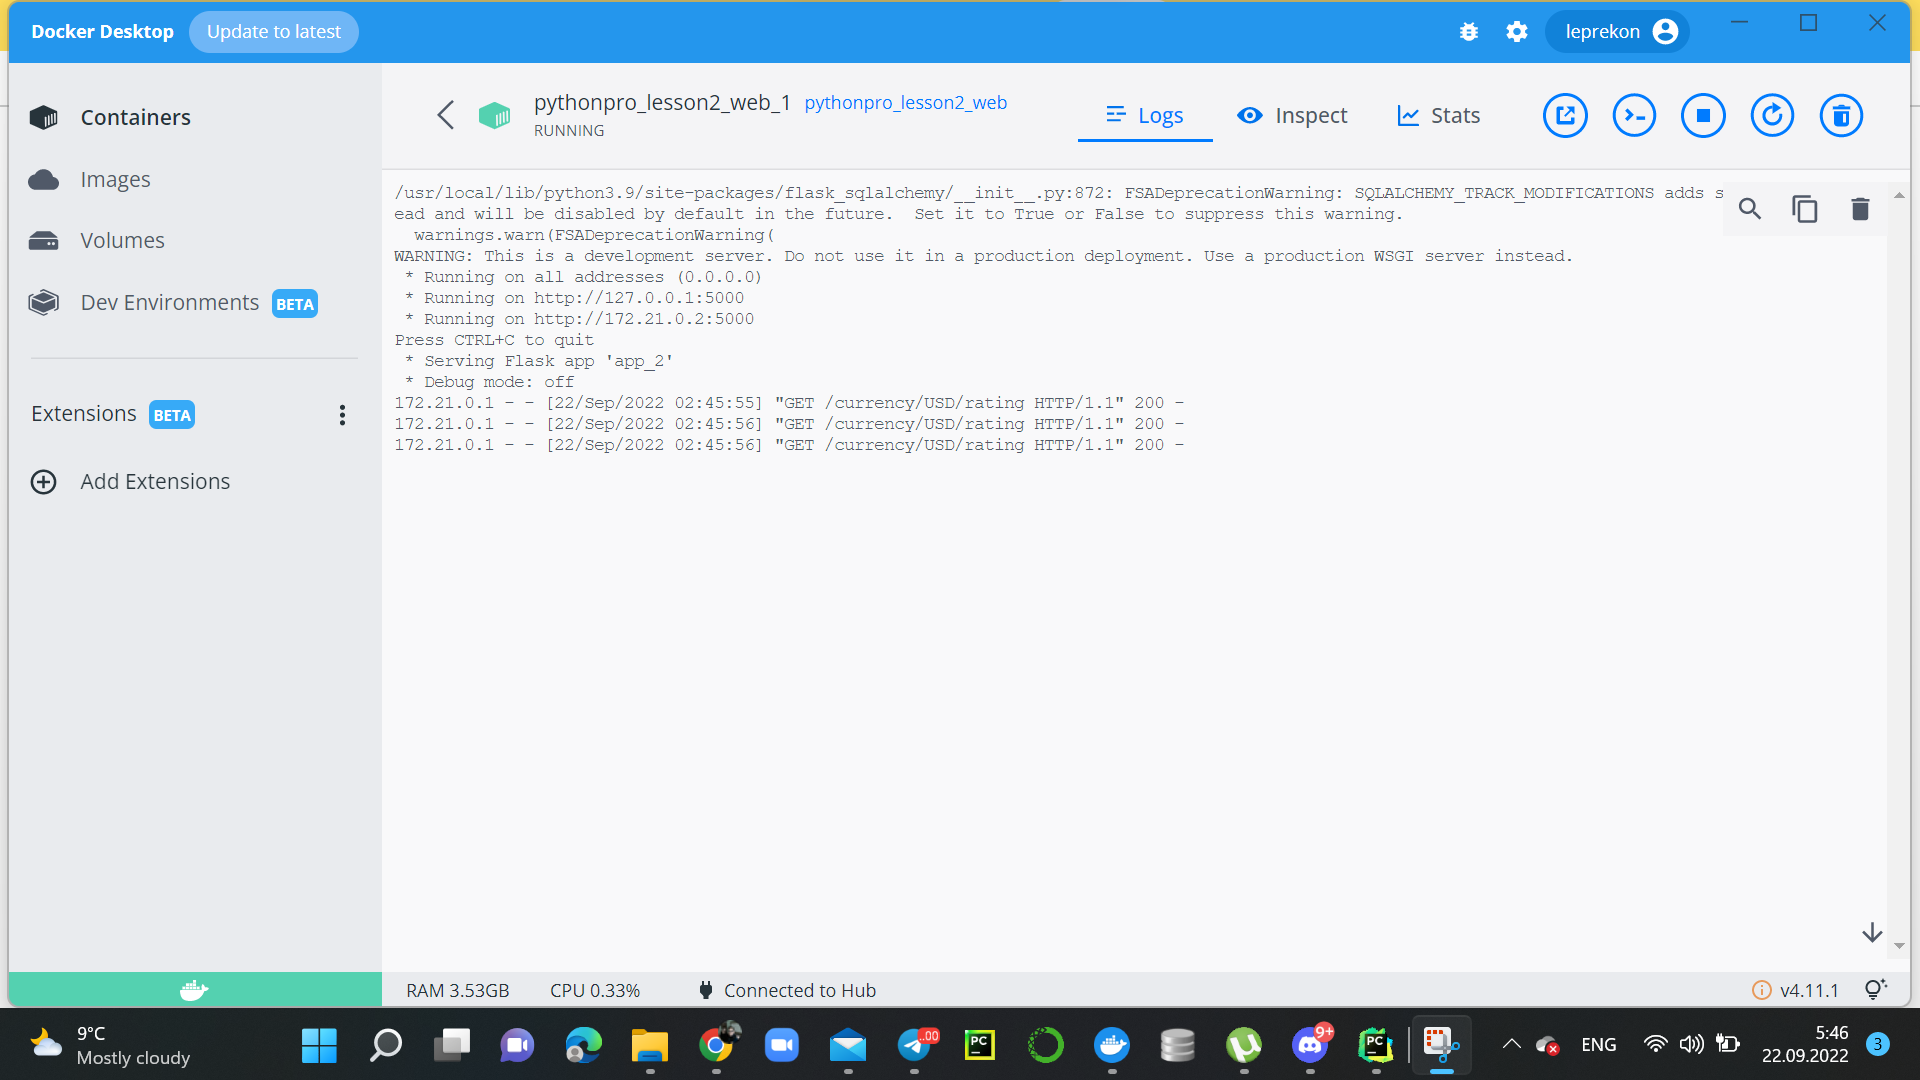 Docker Desktop
Update to latest
leprekon
Containers
Images
Volumes
Dev Environments BETA
Extensions BETA
Add Extensions
pythonpro_lesson2_web_1 pythonpro_lesson2_web
RUNNING
Logs
Inspect
Stats
/usr/local/lib/python3.9/site-packages/flask_sqlalchemy/__init__.py:872: FSADeprecationWarning: SQLALCHEMY_TRACK_MODIFICATIONS adds s
ead and will be disabled by default in the future.  Set it to True or False to suppress this warning.
  warnings.warn(FSADeprecationWarning(
WARNING: This is a development server. Do not use it in a production deployment. Use a production WSGI server instead.
 * Running on all addresses (0.0.0.0)
 * Running on http://127.0.0.1:5000
 * Running on http://172.21.0.2:5000
Press CTRL+C to quit
 * Serving Flask app 'app_2'
 * Debug mode: off
172.21.0.1 - - [22/Sep/2022 02:45:55] "GET /currency/USD/rating HTTP/1.1" 200 -
172.21.0.1 - - [22/Sep/2022 02:45:56] "GET /currency/USD/rating HTTP/1.1" 200 -
172.21.0.1 - - [22/Sep/2022 02:45:56] "GET /currency/USD/rating HTTP/1.1" 200 -
RAM 3.53GB CPU 0.33% Connected to Hub
v4.11.1
9°C
Mostly cloudy
..00
PC
9+
PC
ENG
5:46
22.09.2022
3